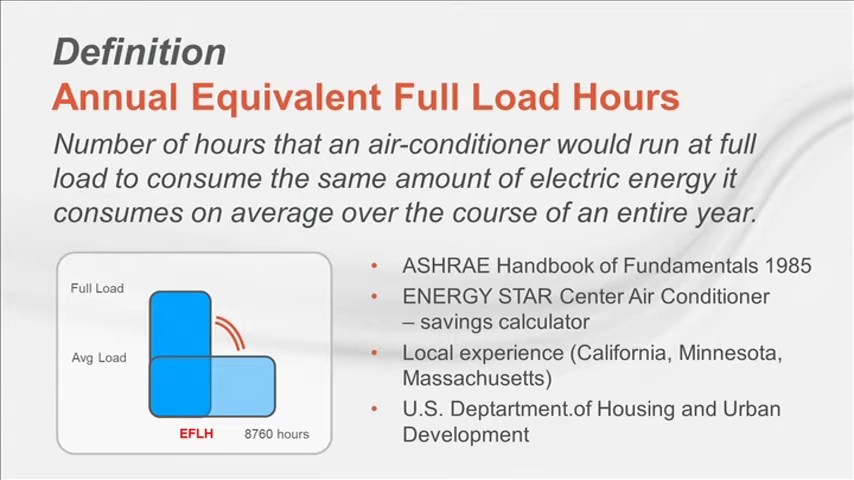 Definition
Annual Equivalent Full Load Hours
Number of hours that an air-conditioner would run at full
load to consume the same amount of electric energy it
consumes on average over the course of an entire year.
Full Load
Avg Load
EFLH 8760 hours
• ASHRAE Handbook of Fundamentals 1985
• ENERGY STAR Center Air Conditioner
– savings calculator
• Local experience (California, Minnesota,
Massachusetts)
• U.S. Deptartment.of Housing and Urban
Development